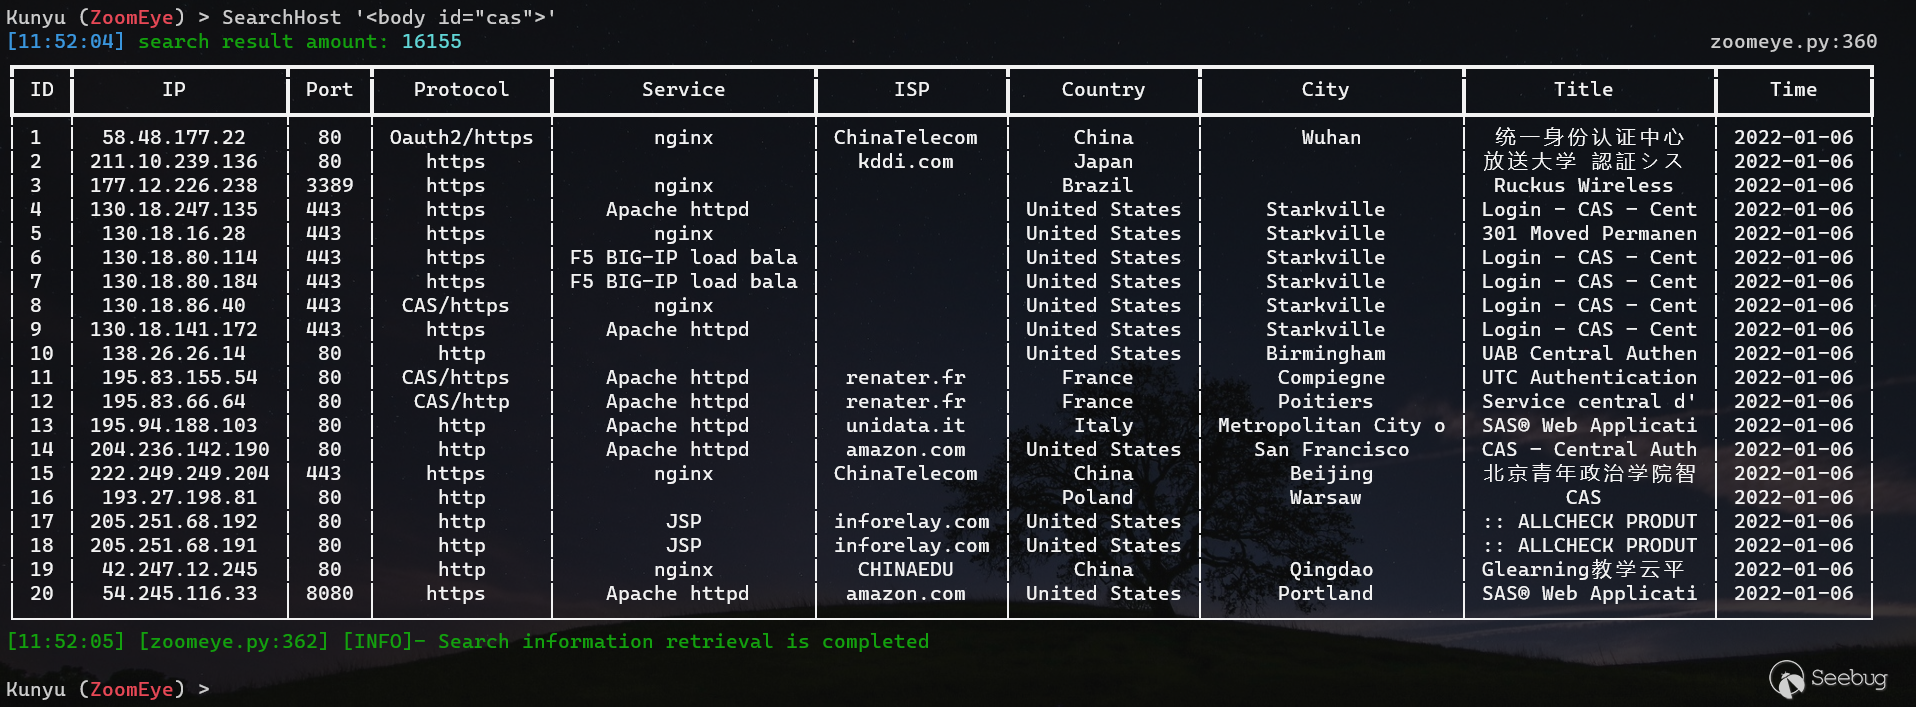 Kunyu (ZoomEye) > SearchHost '<body id="cas">'
[11:52:04] search result amount: 16155 zoomeye.py:360
ID IP Port Protocol Service ISP Country City Title Time
1 58.48.177.22 80 Oauth2/https nginx ChinaTelecom China Wuhan 统一身份认证中心 2022-01-06
2 211.10.239.136 80 https kddi.com Japan 放送大学 認証シス 2022-01-06
3 177.12.226.238 3389 https nginx Brazil Ruckus Wireless 2022-01-06
4 130.18.247.135 443 https Apache httpd United States Starkville Login - CAS - Cent 2022-01-06
5 130.18.16.28 443 https nginx United States Starkville 301 Moved Permanen 2022-01-06
6 130.18.80.114 443 https F5 BIG-IP load bala United States Starkville Login - CAS - Cent 2022-01-06
7 130.18.80.184 443 https F5 BIG-IP load bala United States Starkville Login - CAS - Cent 2022-01-06
8 130.18.86.40 443 CAS/https nginx United States Starkville Login - CAS - Cent 2022-01-06
9 130.18.141.172 443 https Apache httpd United States Starkville Login - CAS - Cent 2022-01-06
10 138.26.26.14 80 http United States Birmingham UAB Central Authen 2022-01-06
11 195.83.155.54 80 CAS/https Apache httpd renater.fr France Compiegne UTC Authentication 2022-01-06
12 195.83.66.64 80 CAS/http Apache httpd renater.fr France Poitiers Service central d' 2022-01-06
13 195.94.188.103 80 http Apache httpd unidata.it Italy Metropolitan City o SAS® Web Applicati 2022-01-06
14 204.236.142.190 80 http Apache httpd amazon.com United States San Francisco CAS – Central Auth 2022-01-06
15 222.249.249.204 443 https nginx ChinaTelecom China Beijing 北京青年政治学院智 2022-01-06
16 193.27.198.81 80 http Poland Warsaw CAS 2022-01-06
17 205.251.68.192 80 http JSP inforelay.com United States :: ALLCHECK PRODUT 2022-01-06
18 205.251.68.191 80 http JSP inforelay.com United States :: ALLCHECK PRODUT 2022-01-06
19 42.247.12.245 80 http nginx CHINAEDU China Qingdao Glearning教学云平 2022-01-06
20 54.245.116.33 8080 https Apache httpd amazon.com United States Portland SAS® Web Applicati 2022-01-06
[11:52:05] [zoomeye.py:362] [INFO]- Search information retrieval is completed
Kunyu (ZoomEye) >
Seebug